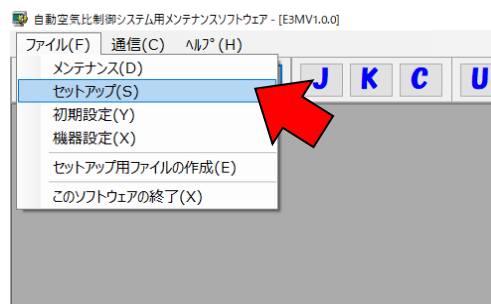 自動空気比制御システム用メンテナンスソフトウェア - [E3MV1.0.0]
ファイル(F) 通信(C) ﾍﾙﾌﾟ(H)
メンテナンス(D)
J K C U
セットアップ(S)
初期設定(Y)
機器設定(X)
セットアップ用ファイルの作成(E)
このソフトウェアの終了(X)